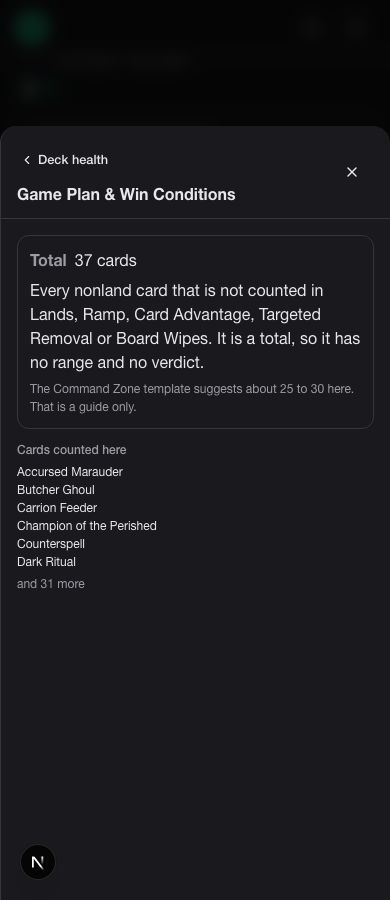 Deck health
Game Plan & Win Conditions
Total 37 cards
Every nonland card that is not counted in
Lands, Ramp, Card Advantage, Targeted
Removal or Board Wipes. It is a total, so it has
no range and no verdict.
The Command Zone template suggests about 25 to 30 here.
That is a guide only.
Cards counted here
Accursed Marauder
Butcher Ghoul
Carrion Feeder
Champion of the Perished
Counterspell
Dark Ritual
and 31 more
N